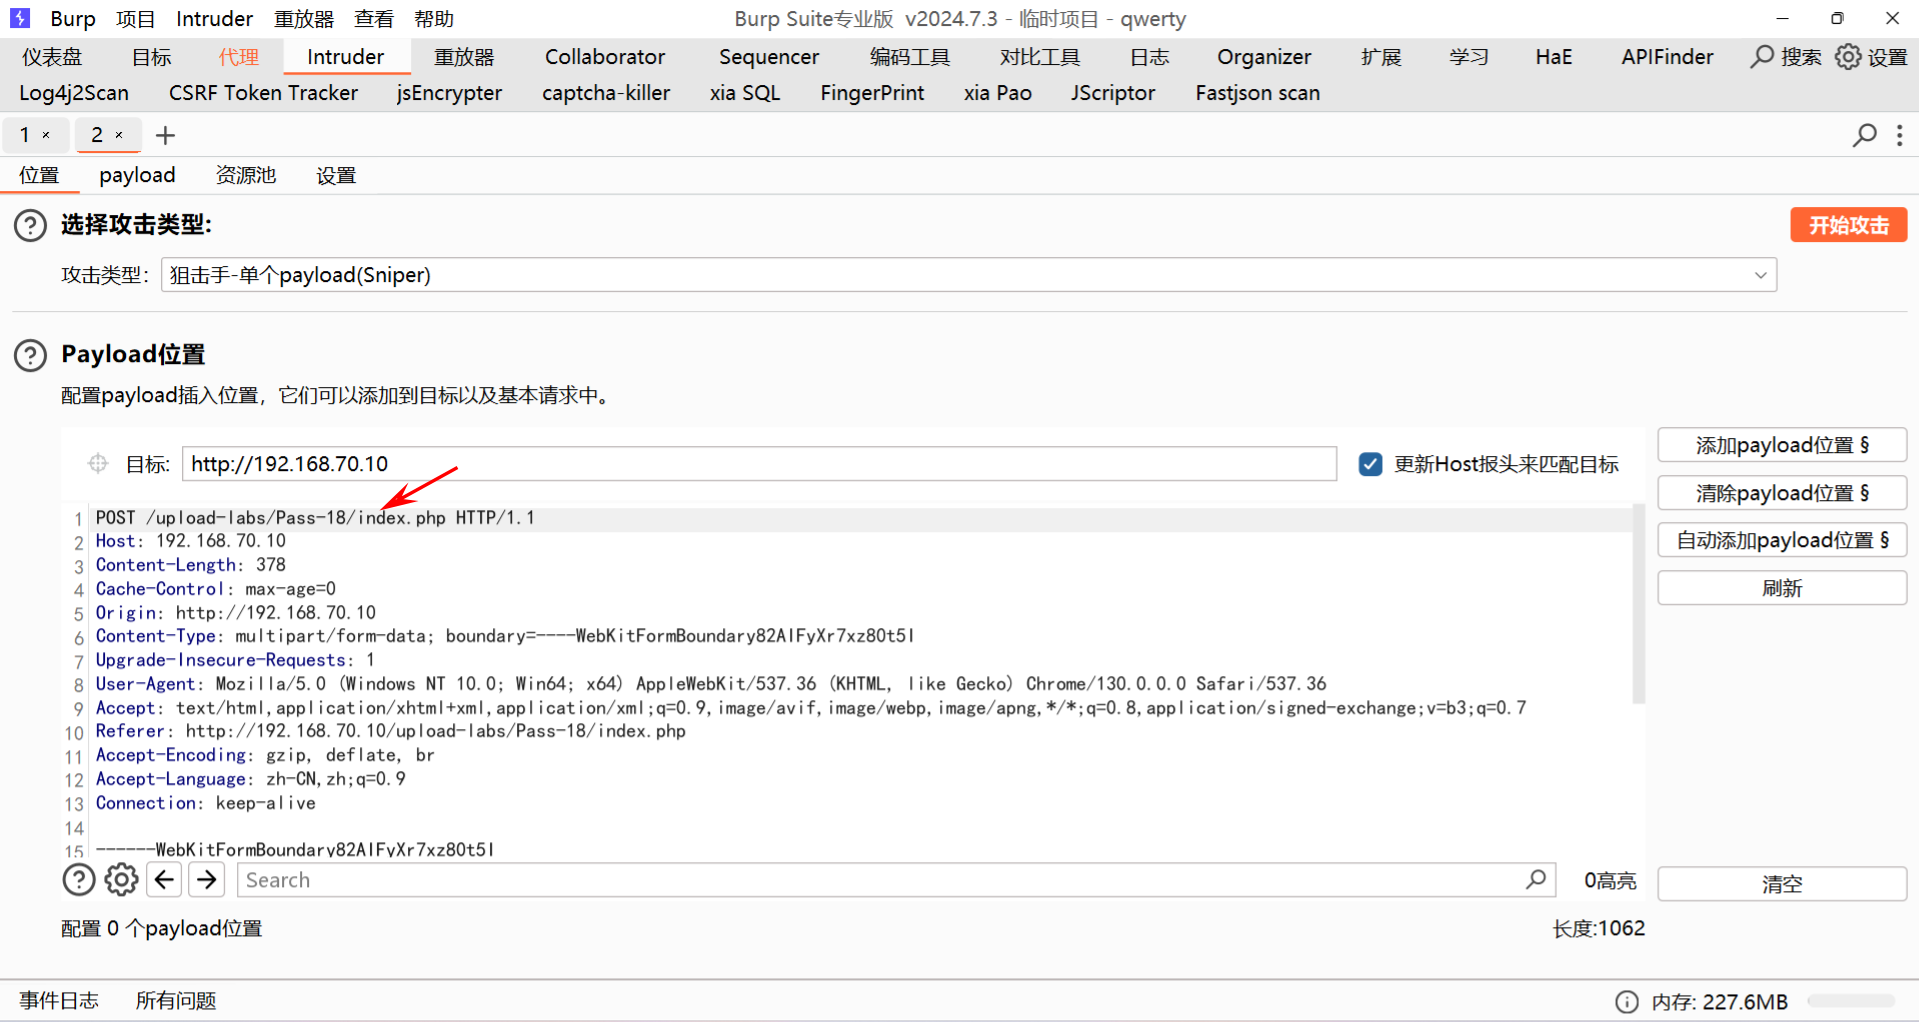 Burp 项目 Intruder 重放器 查看 帮助 Burp Suite专业版 v2024.7.3 - 临时项目 - qwerty
仪表盘 目标 代理 Intruder 重放器 Collaborator Sequencer 编码工具 对比工具 日志 Organizer 扩展 学习 HaE APIFinder 搜索 设置
Log4j2Scan CSRF Token Tracker jsEncrypter captcha-killer xia SQL FingerPrint xia Pao JScriptor Fastjson scan
1 × 2 × +
位置 payload 资源池 设置
选择攻击类型: 开始攻击
攻击类型: 狙击手-单个payload(Sniper)
Payload位置
配置payload插入位置，它们可以添加到目标以及基本请求中。
目标: http://192.168.70.10 更新Host报头来匹配目标
添加payload位置 §
清除payload位置 §
自动添加payload位置 §
刷新
1 POST /upload-labs/Pass-18/index.php HTTP/1.1
2 Host: 192.168.70.10
3 Content-Length: 378
4 Cache-Control: max-age=0
5 Origin: http://192.168.70.10
6 Content-Type: multipart/form-data; boundary=----WebKitFormBoundary82AIFyXr7xz80t5I
7 Upgrade-Insecure-Requests: 1
8 User-Agent: Mozilla/5.0 (Windows NT 10.0; Win64; x64) AppleWebKit/537.36 (KHTML, like Gecko) Chrome/130.0.0.0 Safari/537.36
9 Accept: text/html,application/xhtml+xml,application/xml;q=0.9,image/avif,image/webp,image/apng,*/*;q=0.8,application/signed-exchange;v=b3;q=0.7
10 Referer: http://192.168.70.10/upload-labs/Pass-18/index.php
11 Accept-Encoding: gzip, deflate, br
12 Accept-Language: zh-CN,zh;q=0.9
13 Connection: keep-alive
14
15 ------WebKitFormBoundary82AIFyXr7xz80t5I
Search 0高亮 清空
配置 0 个payload位置 长度:1062
事件日志 所有问题 内存: 227.6MB